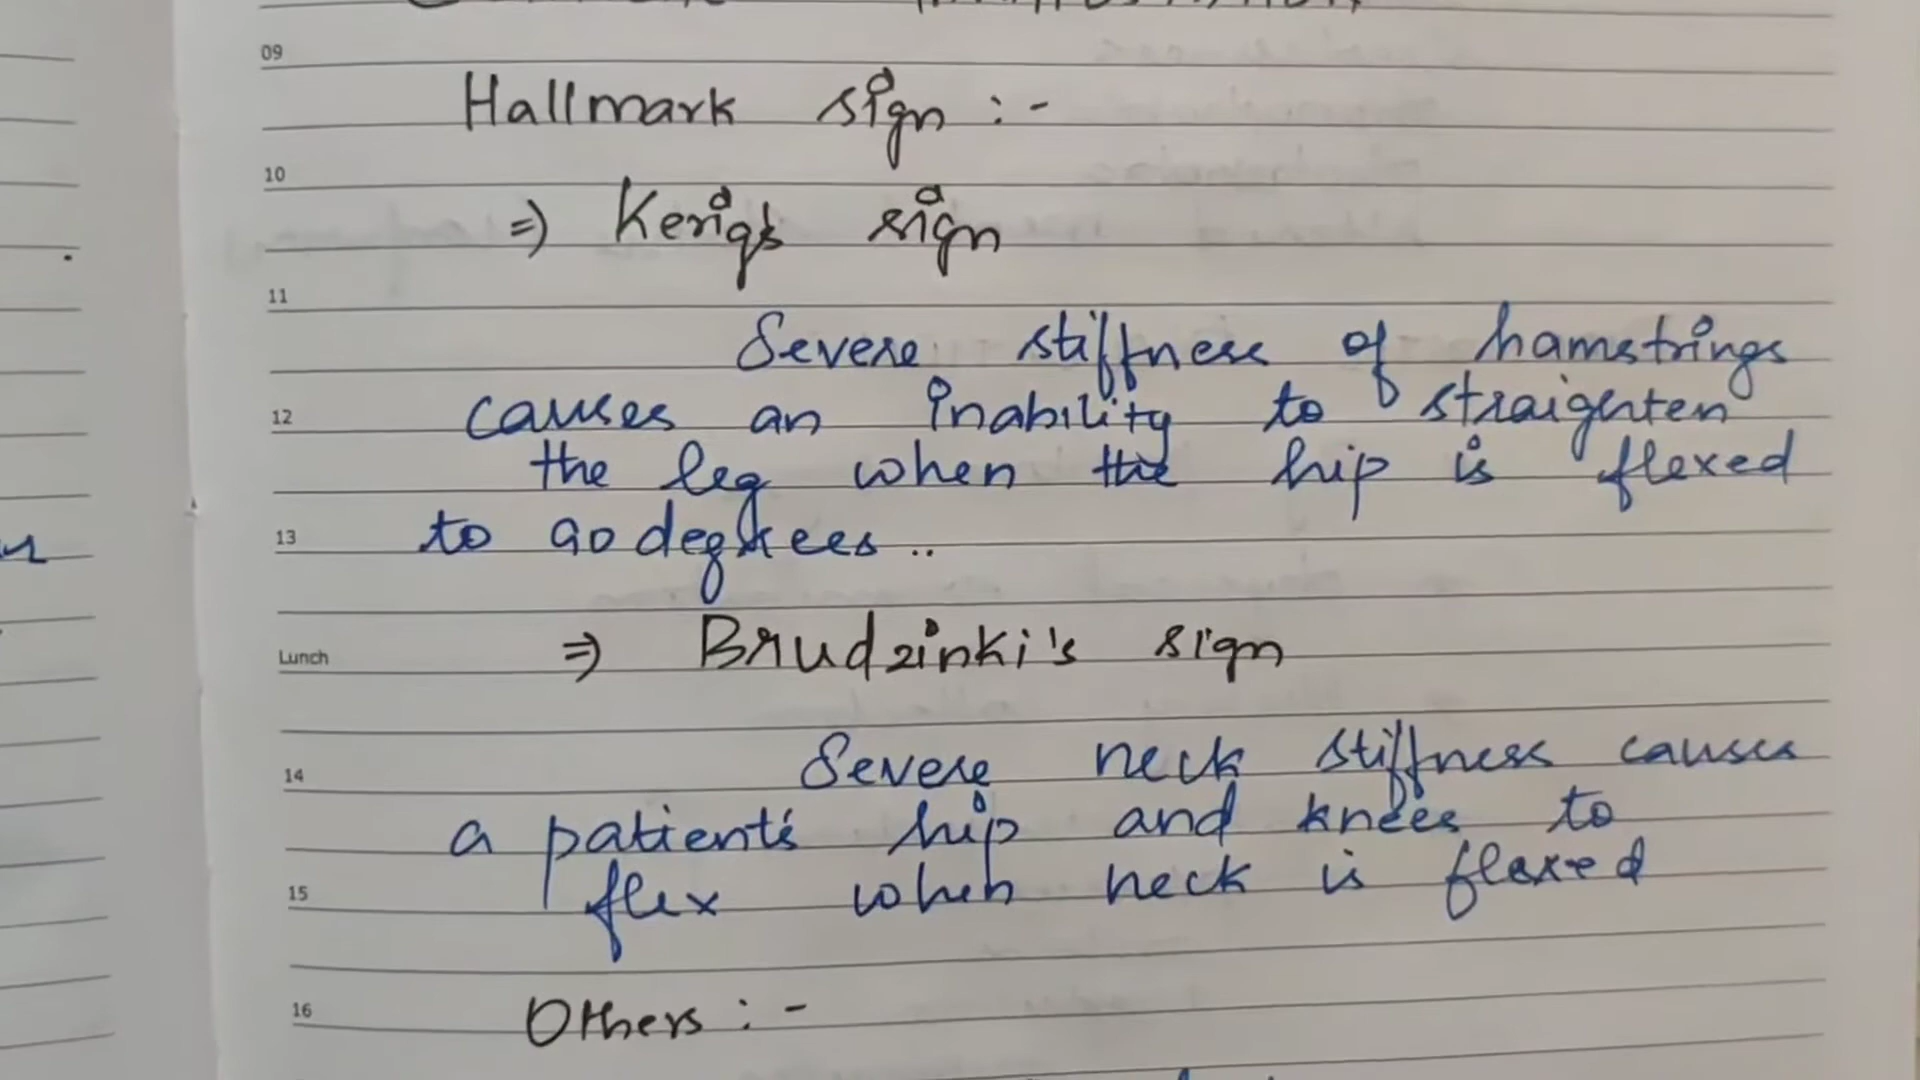 09
Hallmark sign :-
10
⇒ Kerigs sign
11
Severe stiffness of hamstrings
12 causes an inability to straighten
the leg when the hip is flexed
13 to 90 degrees ..
Lunch ⇒ Brudzinki's sign
14 Severe neck stiffness causes
a patient's hip and knees to
15 flex when neck is flexed
16 Others :-